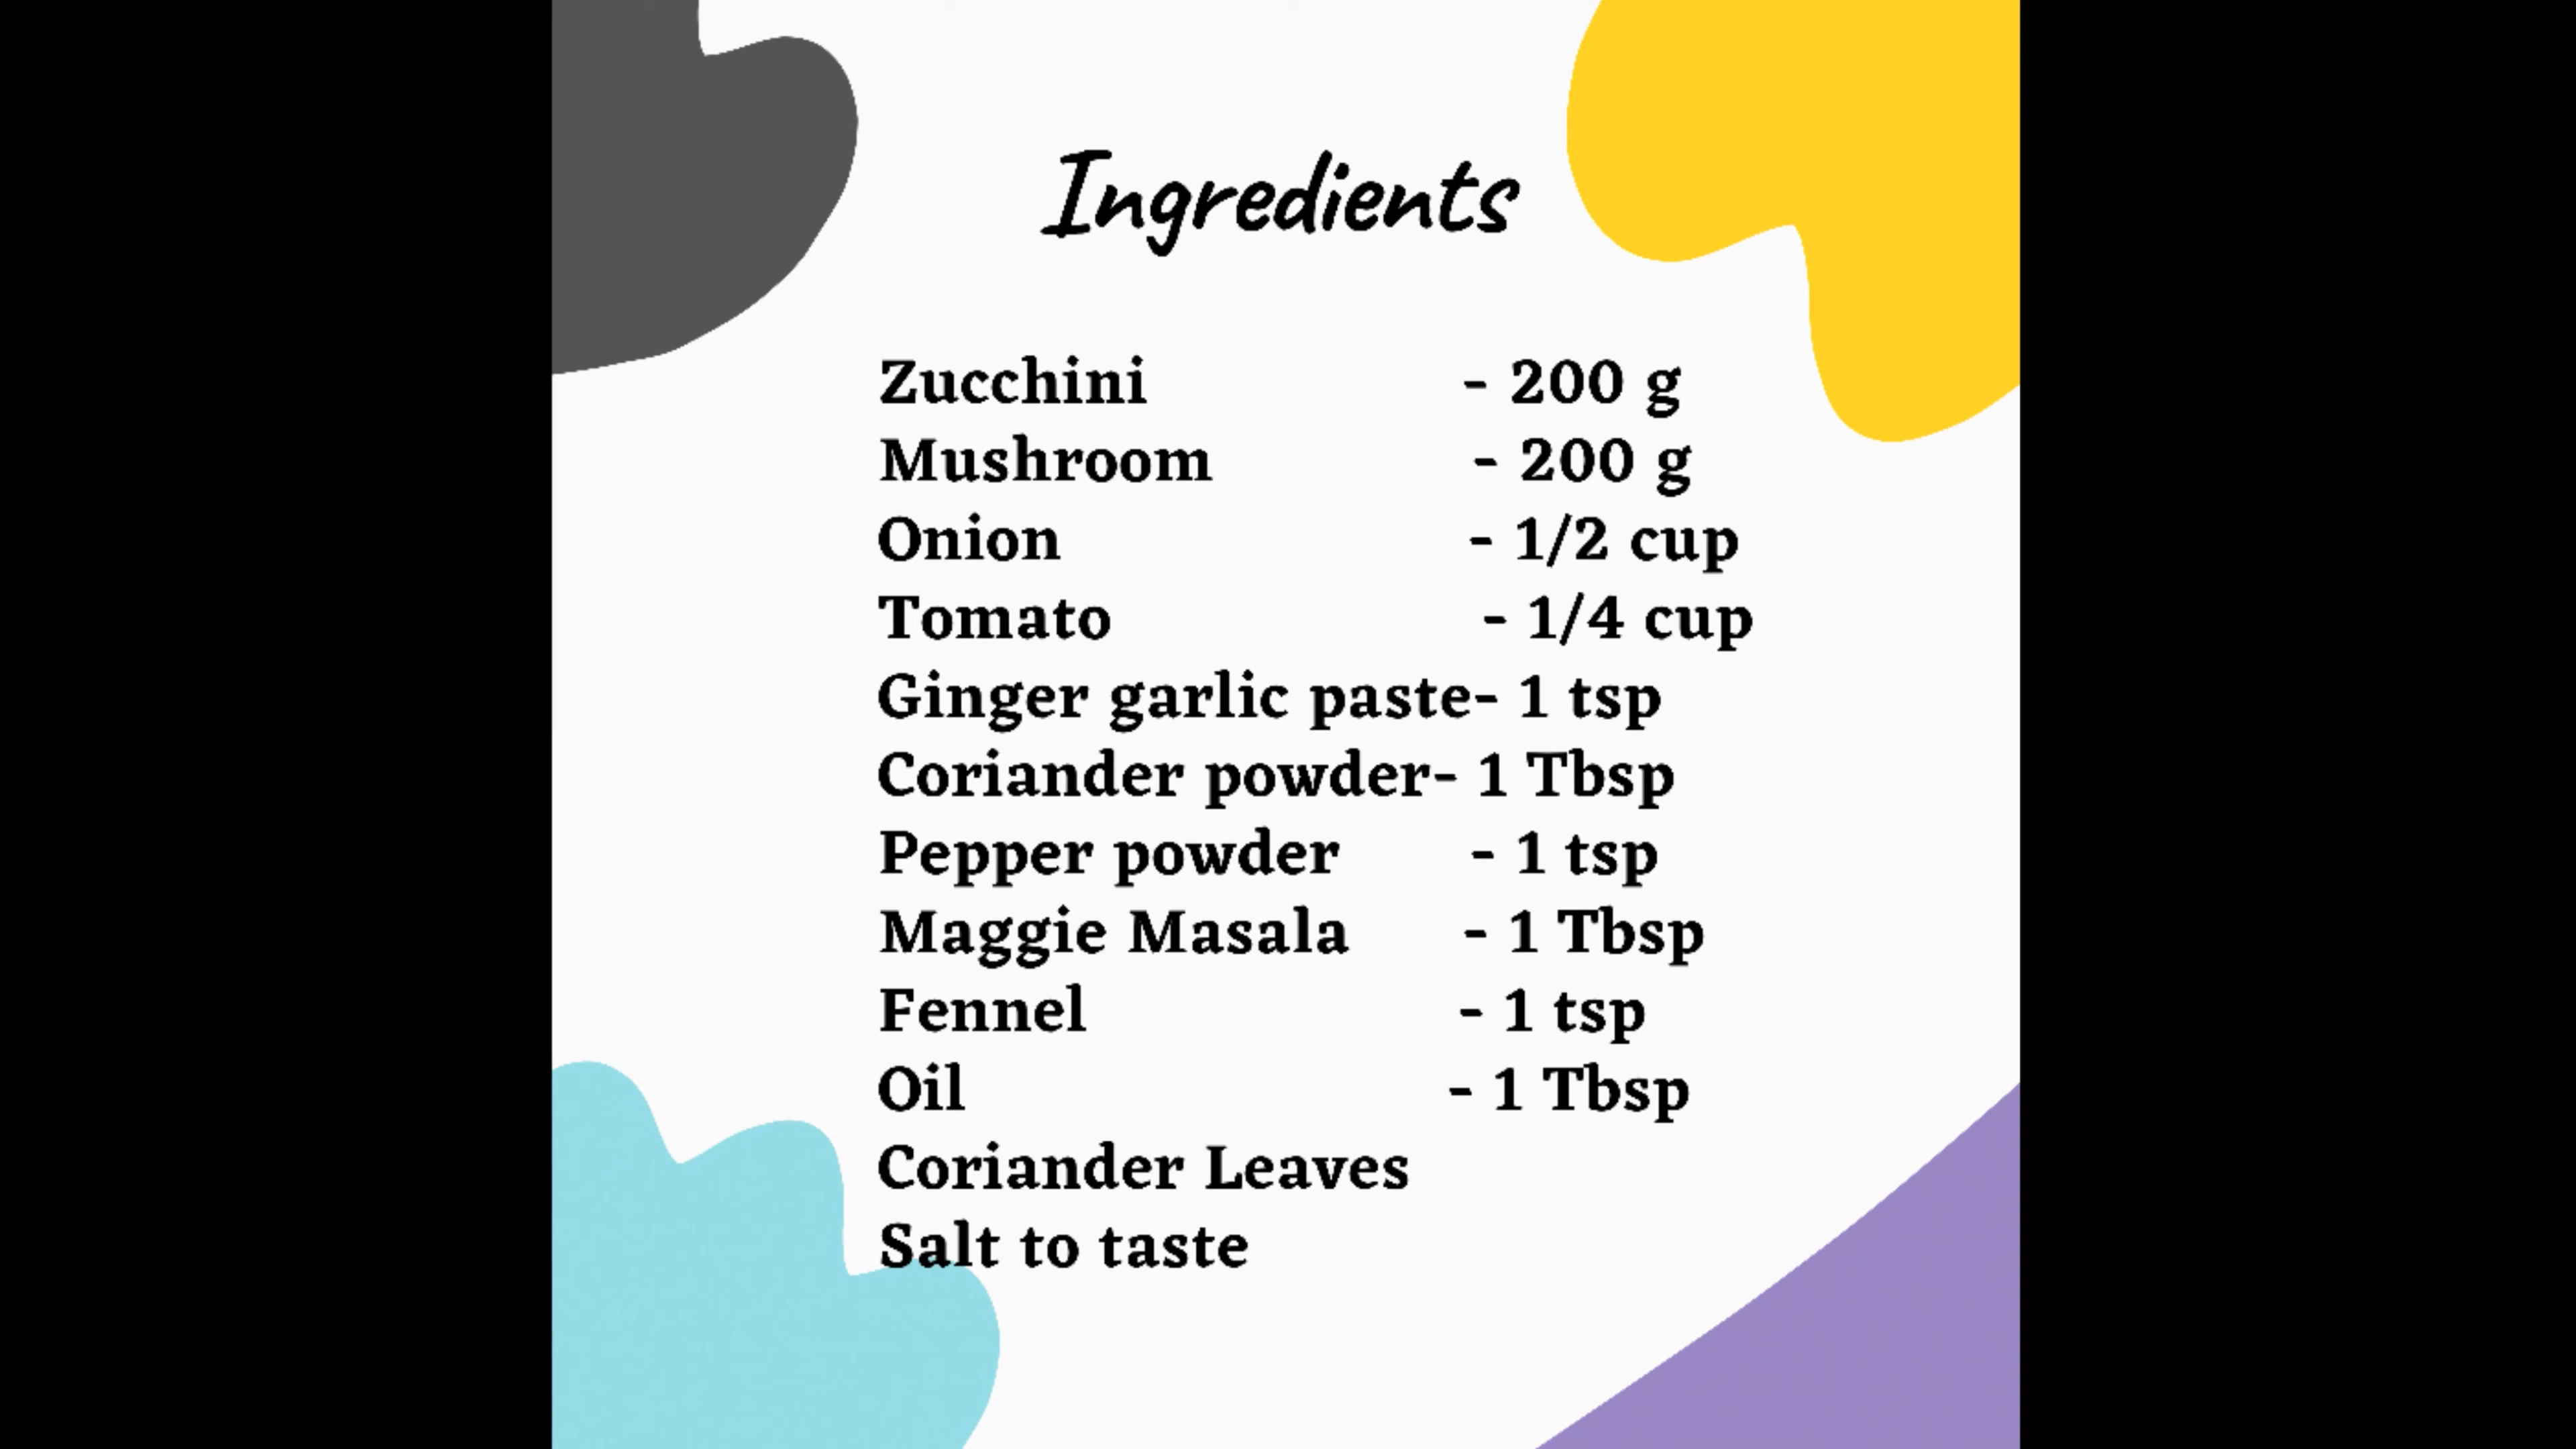 Ingredients
Zucchini - 200 g
Mushroom - 200 g
Onion - 1/2 cup
Tomato - 1/4 cup
Ginger garlic paste- 1 tsp
Coriander powder- 1 Tbsp
Pepper powder - 1 tsp
Maggie Masala - 1 Tbsp
Fennel - 1 tsp
Oil - 1 Tbsp
Coriander Leaves
Salt to taste